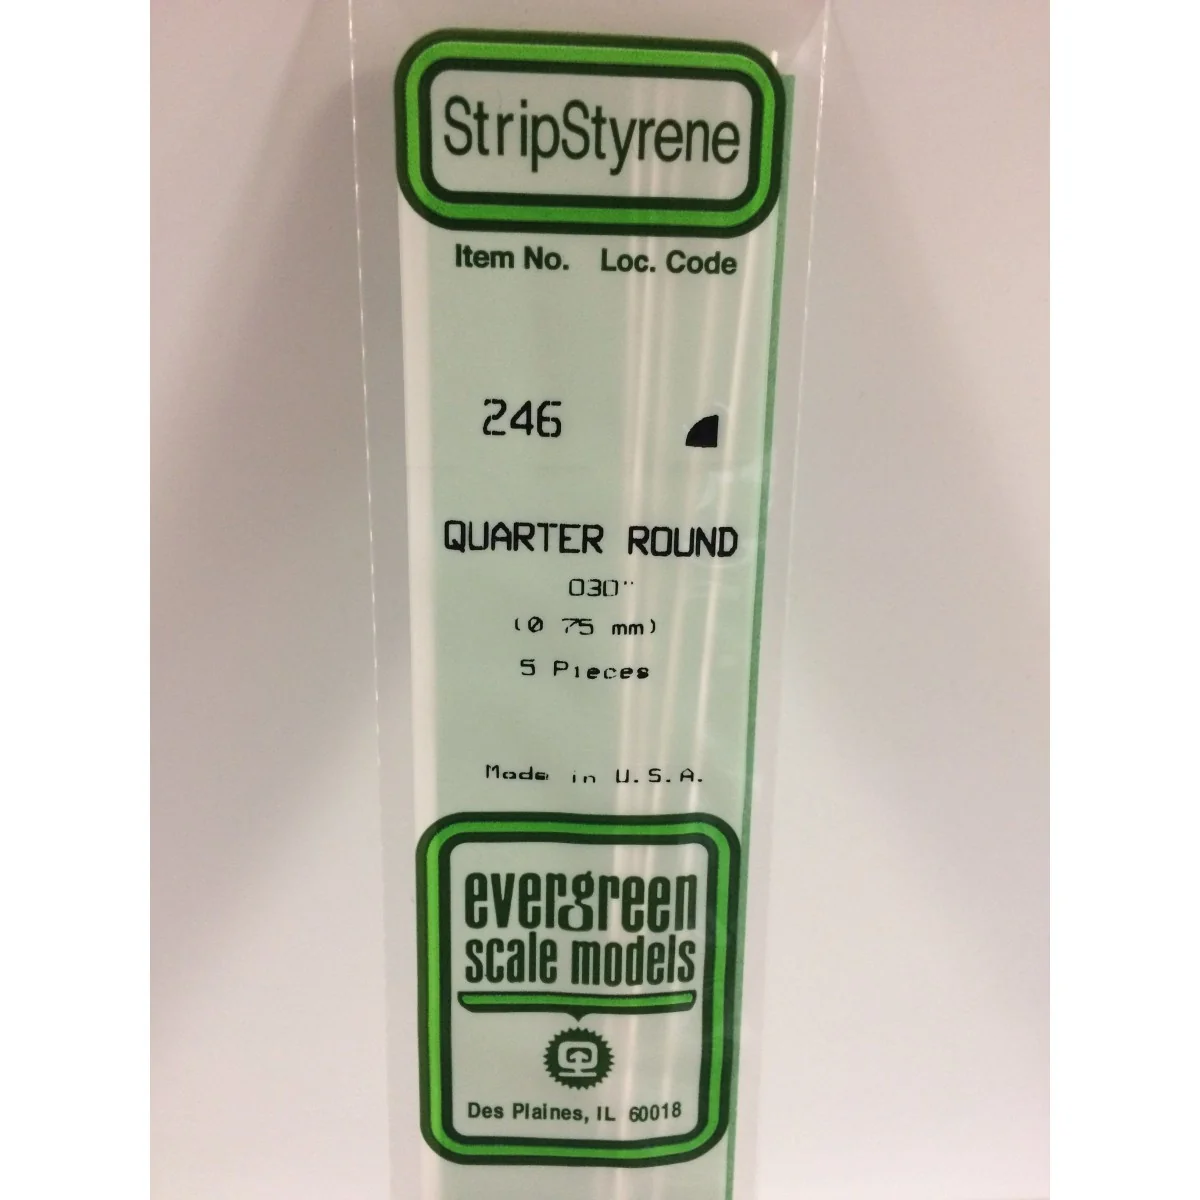 StripStyrene
Item No. Loc. Code
246
QUARTER ROUND
030"
(0 75 mm)
5 Pieces
Made in U.S.A.
evergreen
scale models
Des Plaines, IL 60018